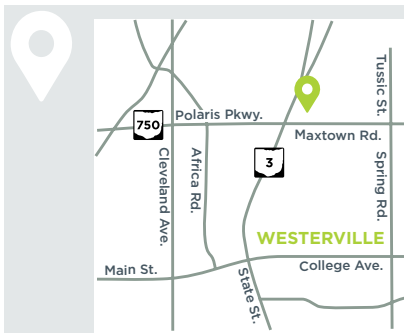 Tussic St.
Polaris Pkwy.
750
Maxtown Rd.
Cleveland Ave.
Africa Rd.
3
Spring Rd.
WESTERVILLE
Main St.
College Ave.
State St.